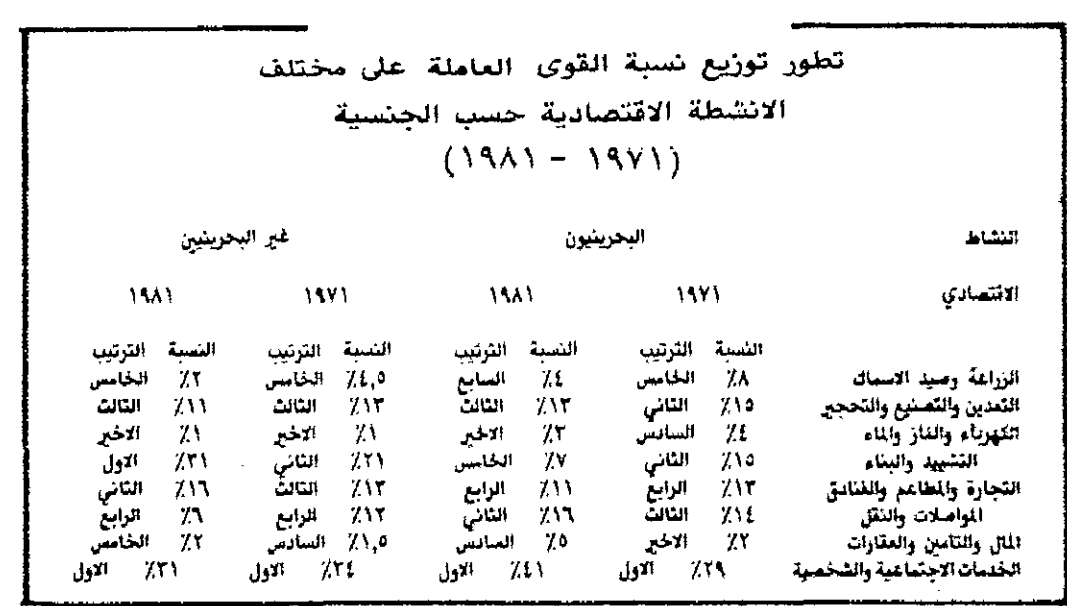 تطور توزيع نسبة القوى العاملة على مختلف
الانشطة الاقتصادية حسب الجنسية
(١٩٧١ - ١٩٨١)
النشاط البحرينيون غير البحرينيين
الاقتصادي ١٩٧١ ١٩٨١ ١٩٧١ ١٩٨١
النسبة الترتيب النسبة الترتيب النسبة الترتيب النسبة الترتيب
الزراعة وصيد الاسماك ٨٪ الخامس ٤٪ السابع ٤,٥٪ الخامس ٢٪ الخامس
التعدين والتصنيع والتحجير ١٥٪ الثاني ١٣٪ الثالث ١٣٪ الثالث ١١٪ الثالث
الكهرباء والغاز والماء ٤٪ السادس ٣٪ الاخير ١٪ الاخير ١٪ الاخير
التشييد والبناء ١٥٪ الثاني ٧٪ الخامس ٢١٪ الثاني ٣١٪ الاول
التجارة والمطاعم والفنادق ١٣٪ الرابع ١١٪ الرابع ١٣٪ الثالث ١٦٪ الثاني
المواصلات والنقل ١٤٪ الثالث ١٦٪ الثاني ١٢٪ الرابع ٦٪ الرابع
المال والتامين والعقارات ٢٪ الاخير ٥٪ السادس ١,٥٪ السادس ٢٪ الخامس
الخدمات الاجتماعية والشخصية ٢٩٪ الاول ٤١٪ الاول ٣٤٪ الاول ٣١٪ الاول